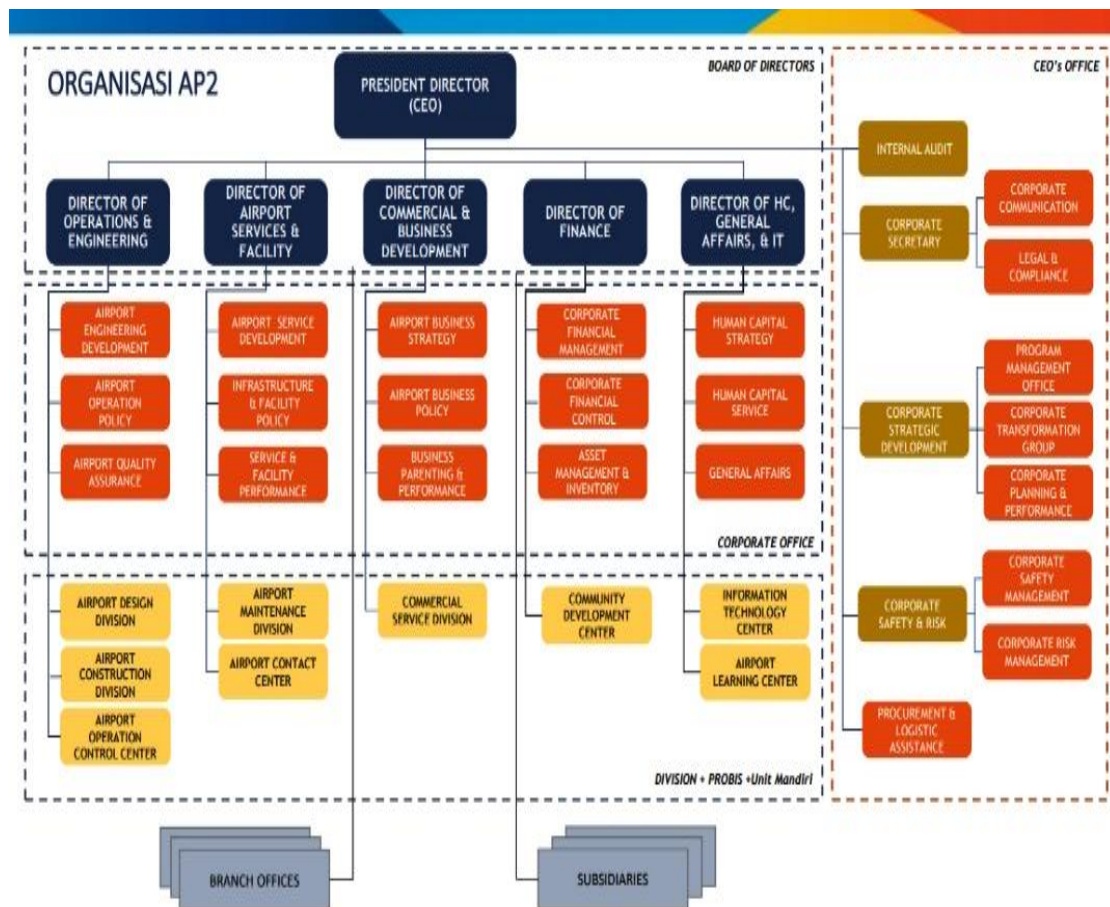 ORGANISASI AP2
BOARD OF DIRECTORS
CEO's OFFICE
PRESIDENT DIRECTOR
(CEO)
DIRECTOR OF
OPERATIONS &
ENGINEERING
DIRECTOR OF
AIRPORT
SERVICES &
FACILITY
DIRECTOR OF
COMMERCIAL &
BUSINESS
DEVELOPMENT
DIRECTOR OF
FINANCE
DIRECTOR OF HC,
GENERAL
AFFAIRS, & IT
AIRPORT
ENGINEERING
DEVELOPMENT
AIRPORT
OPERATION
POLICY
AIRPORT QUALITY
ASSURANCE
AIRPORT SERVICE
DEVELOPMENT
INFRASTRUCTURE
& FACILITY
POLICY
SERVICE
& FACILITY
PERFORMANCE
AIRPORT BUSINESS
STRATEGY
AIRPORT BUSINESS
POLICY
BUSINESS
PARENTING &
PERFORMANCE
CORPORATE
FINANCIAL
MANAGEMENT
CORPORATE
FINANCIAL
CONTROL
ASSET
MANAGEMENT &
INVENTORY
HUMAN CAPITAL
STRATEGY
HUMAN CAPITAL
SERVICE
GENERAL AFFAIRS
CORPORATE OFFICE
AIRPORT DESIGN
DIVISION
AIRPORT
CONSTRUCTION
DIVISION
AIRPORT
OPERATION
CONTROL CENTER
AIRPORT
MAINTENANCE
DIVISION
AIRPORT CONTACT
CENTER
COMMERCIAL
SERVICE DIVISION
COMMUNITY
DEVELOPMENT
CENTER
INFORMATION
TECHNOLOGY
CENTER
AIRPORT
LEARNING CENTER
DIVISION + PROBIS +Unit Mandiri
BRANCH OFFICES
SUBSIDIARIES
INTERNAL AUDIT
CORPORATE
SECRETARY
CORPORATE
COMMUNICATION
LEGAL &
COMPLIANCE
CORPORATE
STRATEGIC
DEVELOPMENT
PROGRAM
MANAGEMENT
OFFICE
CORPORATE
TRANSFORMATION
GROUP
CORPORATE
PLANNING &
PERFORMANCE
CORPORATE
SAFETY & RISK
CORPORATE
SAFETY
MANAGEMENT
CORPORATE RISK
MANAGEMENT
PROCUREMENT &
LOGISTIC
ASSISTANCE